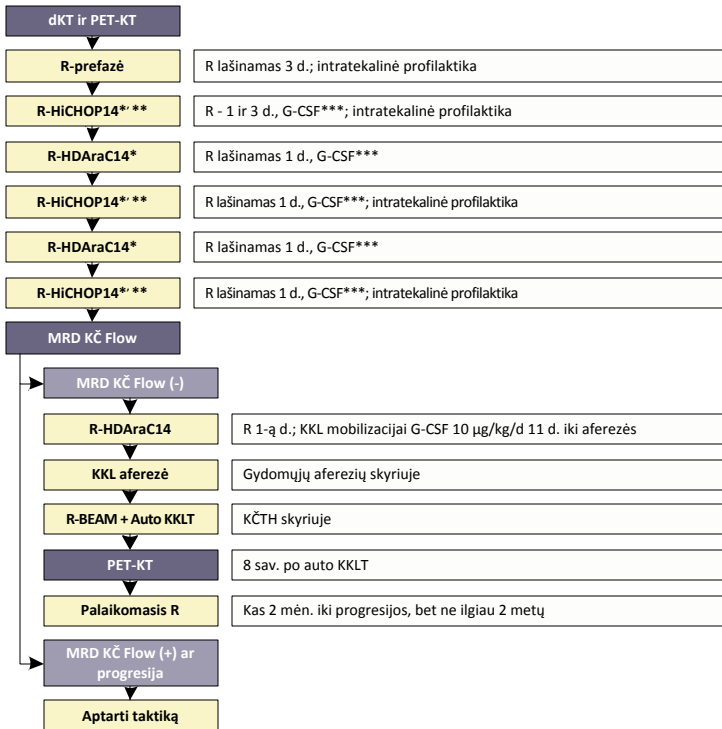 dKT ir PET-KT
R-prefazė
R lašinamas 3 d.; intratekalinė profilaktika
R-HiCHOP14*, **
R - 1 ir 3 d., G-CSF***; intratekalinė profilaktika
R-HDAraC14*
R lašinamas 1 d., G-CSF***
R-HiCHOP14*, **
R lašinamas 1 d., G-CSF***; intratekalinė profilaktika
R-HDAraC14*
R lašinamas 1 d., G-CSF***
R-HiCHOP14*, **
R lašinamas 1 d., G-CSF***; intratekalinė profilaktika
MRD KČ Flow
MRD KČ Flow (-)
R-HDAraC14
R 1-ą d.; KKL mobilizacijai G-CSF 10 µg/kg/d 11 d. iki aferezės
KKL aferezė
Gydomųjų aferezių skyriuje
R-BEAM + Auto KKLT
KČTH skyriuje
PET-KT
8 sav. po auto KKLT
Palaikomasis R
Kas 2 mėn. iki progresijos, bet ne ilgiau 2 metų
MRD KČ Flow (+) ar
progresija
Aptarti taktiką